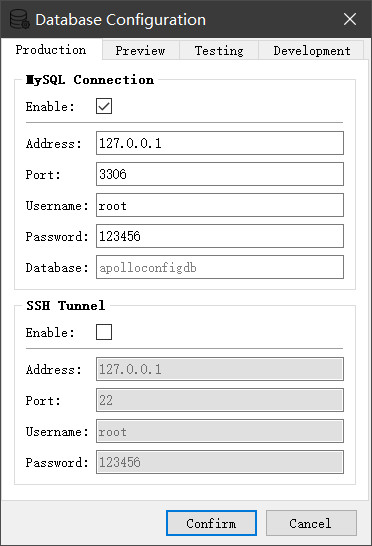 Database Configuration
Production Preview Testing Development
MySQL Connection
Enable:
Address: 127.0.0.1
Port: 3306
Username: root
Password: 123456
Database: apolloconfigdb
SSH Tunnel
Enable:
Address: 127.0.0.1
Port: 22
Username: root
Password: 123456
Confirm Cancel